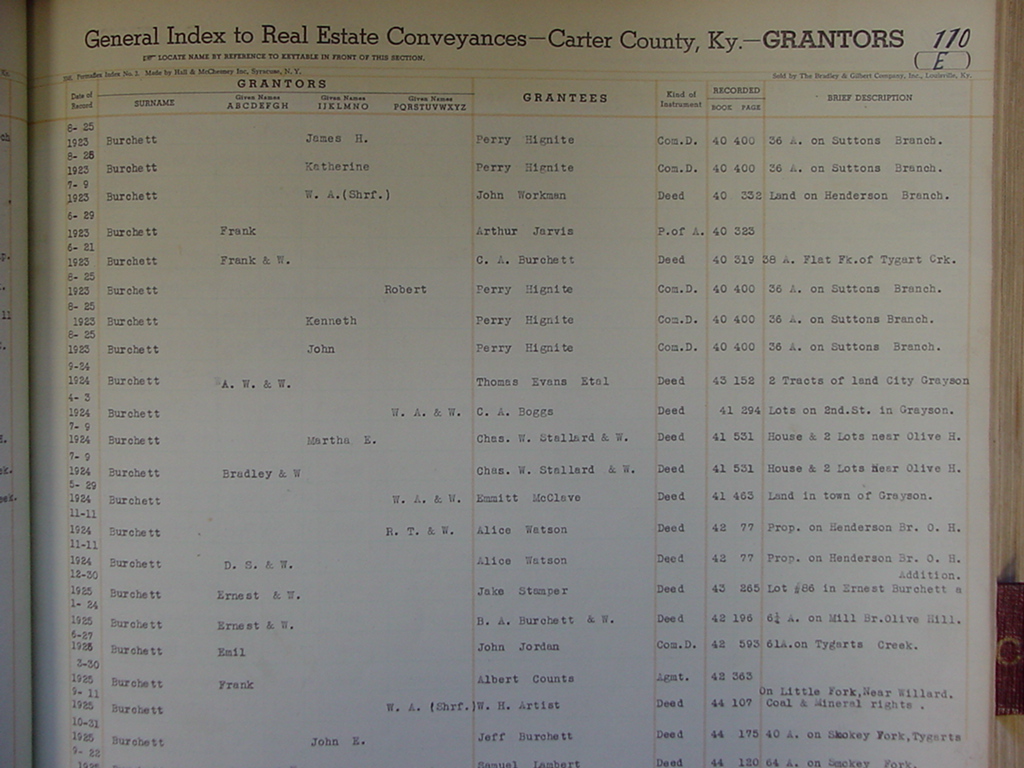 General Index to Real Estate Conveyances—Carter County, Ky.—GRANTORS 110
LOCATE NAME BY REFERENCE TO KEYTABLE IN FRONT OF THIS SECTION. (E)
Made by Hall & McChesney Inc, Syracuse, N. Y. Sold by The Bradley & Gilbert Company, Inc., Louisville, Ky.
GRANTORS
Date of Record SURNAME Given Names ABCDEFGH Given Names IJKLMNO Given Names PQRSTUVWXYZ GRANTEES Kind of Instrument RECORDED BOOK PAGE BRIEF DESCRIPTION
8- 25
1923 Burchett James H. Perry Hignite Com.D. 40 400 36 A. on Suttons Branch.
8- 25
1923 Burchett Katherine Perry Hignite Com.D. 40 400 36 A. on Suttons Branch.
7- 9
1923 Burchett W. A.(Shrf.) John Workman Deed 40 332 Land on Henderson Branch.
6- 29
1923 Burchett Frank Arthur Jarvis P.of A. 40 323
6- 21
1923 Burchett Frank & W. C. A. Burchett Deed 40 319 38 A. Flat Fk.of Tygart Crk.
8- 25
1923 Burchett Robert Perry Hignite Com.D. 40 400 36 A. on Suttons Branch.
8- 25
1923 Burchett Kenneth Perry Hignite Com.D. 40 400 36 A. on Suttons Branch.
8- 25
1923 Burchett John Perry Hignite Com.D. 40 400 36 A. on Suttons Branch.
9-24
1924 Burchett A. W. & W. Thomas Evans Etal Deed 43 152 2 Tracts of land City Grayson
4- 3
1924 Burchett W. A. & W. C. A. Boggs Deed 41 294 Lots on 2nd.St. in Grayson.
7- 9
1924 Burchett Martha E. Chas. W. Stallard & W. Deed 41 531 House & 2 Lots near Olive H.
7- 9
1924 Burchett Bradley & W Chas. W. Stallard & W. Deed 41 531 House & 2 Lots Near Olive H.
5- 29
1924 Burchett W. A. & W. Emmitt McClave Deed 41 463 Land in town of Grayson.
11-11
1924 Burchett R. T. & W. Alice Watson Deed 42 77 Prop. on Henderson Br. O. H.
11-11
1924 Burchett D. S. & W. Alice Watson Deed 42 77 Prop. on Henderson Br. O. H.
12-30 Addition.
1925 Burchett Ernest & W. Jake Stamper Deed 43 265 Lot #86 in Ernest Burchett a
1- 24
1925 Burchett Ernest & W. B. A. Burchett & W. Deed 42 196 6¼ A. on Mill Br.Olive Hill.
6-27
1925 Burchett Emil John Jordan Com.D. 42 593 61A.on Tygarts Creek.
3-30
1925 Burchett Frank Albert Counts Agmt. 42 363
9- 11 On Little Fork,Near Willard.
1925 Burchett W. A. (Shrf.) W. H. Artist Deed 44 107 Coal & Mineral rights .
10-31
1925 Burchett John E. Jeff Burchett Deed 44 175 40 A. on Smokey Fork,Tygarts
9- 22
1925 Samuel Lambert Deed 44 120 64 A. on Smokey Fork.